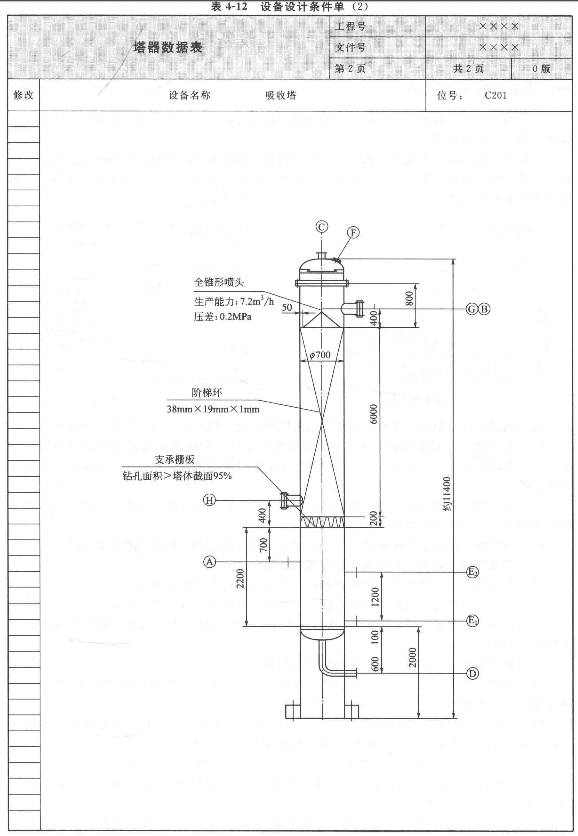 表 4-12 设备设计条件单（2）
塔器数据表
工程号
××××
文件号
××××
第 2 页
共 2 页
0 版
修改
设备名称
吸收塔
位号：
C201
C
F
全锥形喷头
生产能力：7.2m³/h
压差：0.2MPa
50
400
800
G B
φ700
阶梯环
38mm×19mm×1mm
6000
支承栅板
钻孔面积＞塔体截面95%
H
400
200
约11400
A
700
2200
E₂
1200
E₁
100
600
2000
D